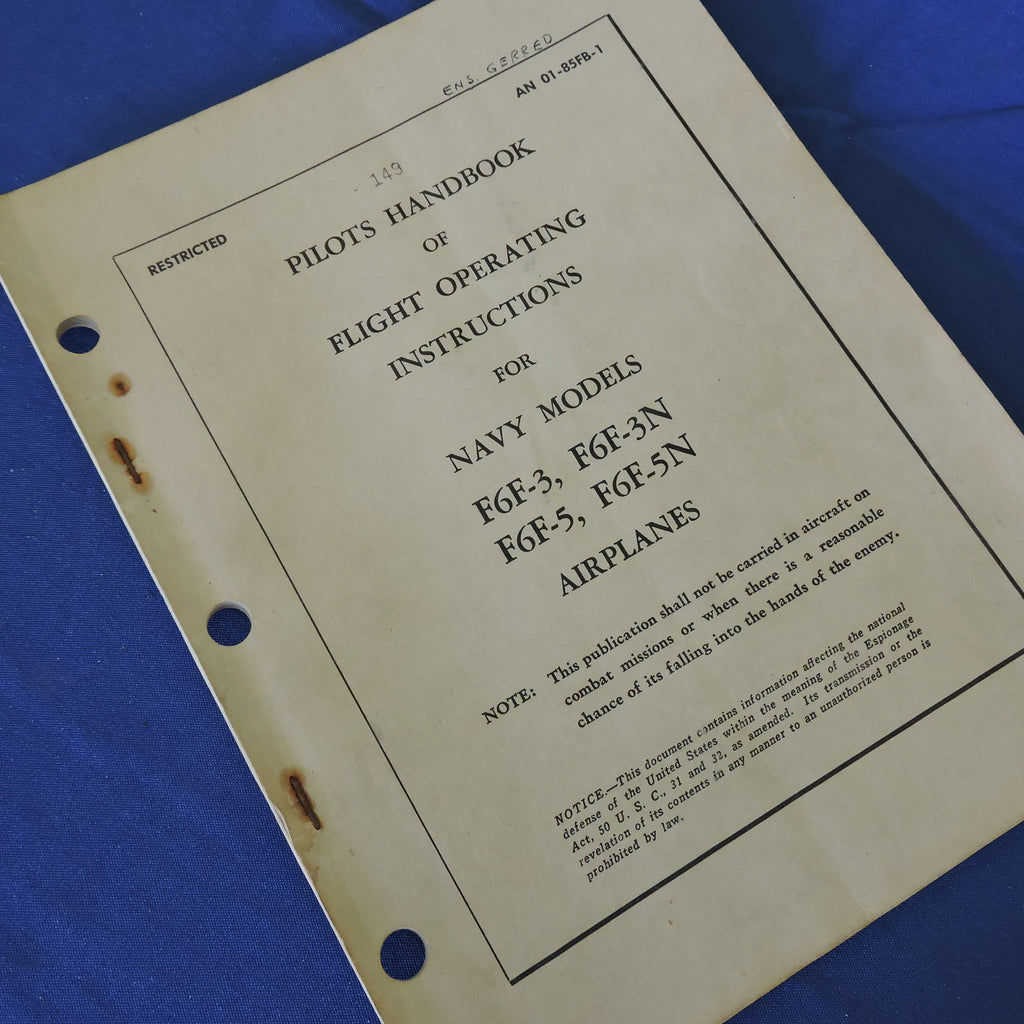 ENS. GERRED
AN 01-85FB-1
- 149
RESTRICTED
PILOTS HANDBOOK
OF
FLIGHT OPERATING
INSTRUCTIONS
FOR
NAVY MODELS
F6F-3, F6F-3N
F6F-5, F6F-5N
AIRPLANES
NOTE: This publication shall not be carried in aircraft on
combat missions or when there is a reasonable
chance of its falling into the hands of the enemy.
NOTICE.—This document contains information affecting the national
defense of the United States within the meaning of the Espionage
Act, 50 U. S. C., 31 and 32, as amended. Its transmission or the
revelation of its contents in any manner to an unauthorized person is
prohibited by law.